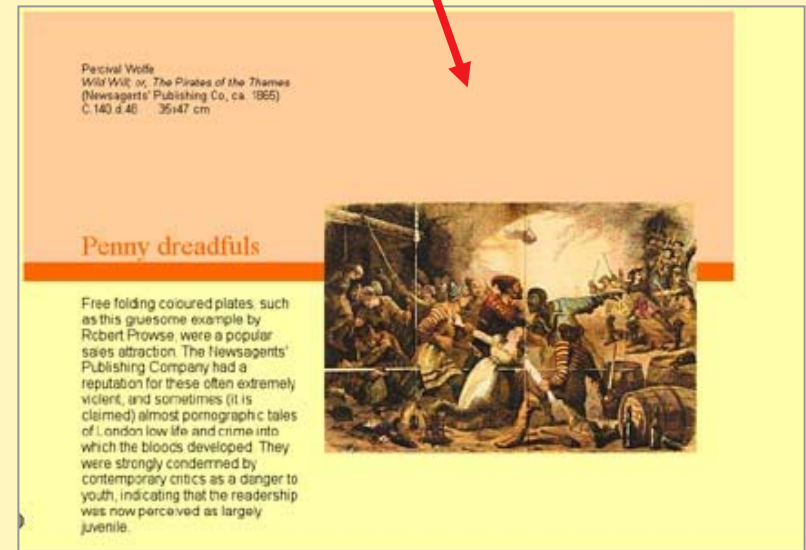 Percival Wolfe
Wild Will; or, The Pirates of the Thames
(Newsagents' Publishing Co, ca. 1865)
C.140.d.46 35x47 cm
Penny dreadfuls
Free folding coloured plates, such
as this gruesome example by
Robert Prowse, were a popular
sales attraction. The Newsagents'
Publishing Company had a
reputation for these often extremely
violent, and sometimes (it is
claimed) almost pornographic tales
of London low life and crime into
which the bloods developed. They
were strongly condemned by
contemporary critics as a danger to
youth, indicating that the readership
was now perceived as largely
juvenile.